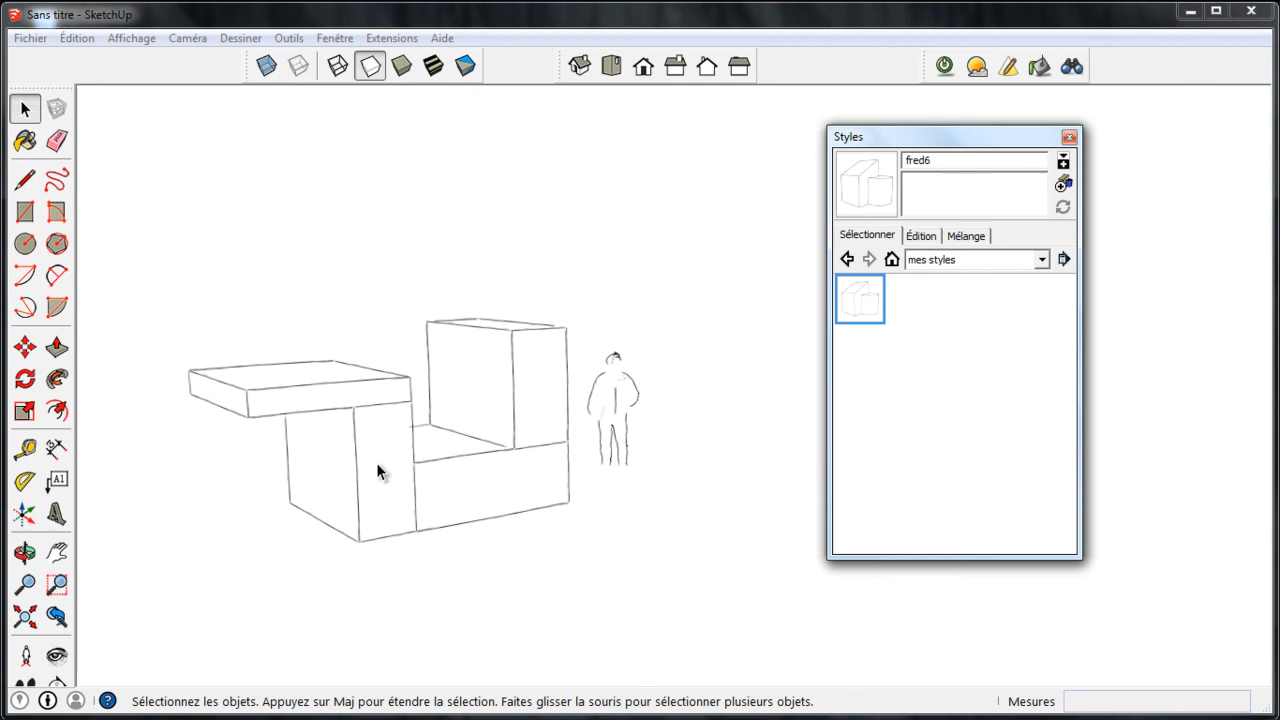 Sans titre - SketchUp
Fichier Édition Affichage Caméra Dessiner Outils Fenêtre Extensions Aide
Styles
fred6
Sélectionner Édition Mélange
mes styles
A1
Sélectionnez les objets. Appuyez sur Maj pour étendre la sélection. Faites glisser la souris pour sélectionner plusieurs objets.
Mesures